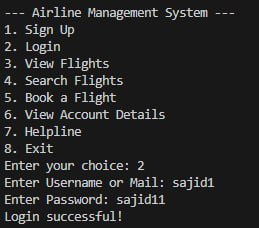 --- Airline Management System ---
1. Sign Up
2. Login
3. View Flights
4. Search Flights
5. Book a Flight
6. View Account Details
7. Helpline
8. Exit
Enter your choice: 2
Enter Username or Mail: sajid1
Enter Password: sajid11
Login successful!